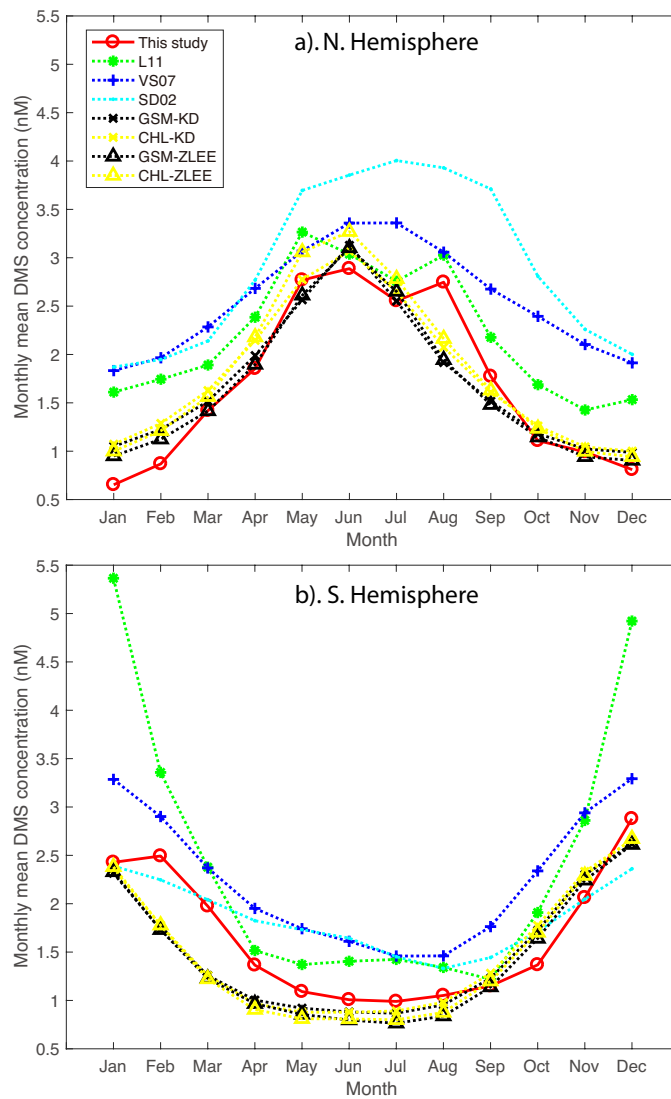 a). N. Hemisphere
This study
L11
VS07
SD02
GSM-KD
CHL-KD
GSM-ZLEE
CHL-ZLEE
Monthly mean DMS concentration (nM)
5.5
5
4.5
4
3.5
3
2.5
2
1.5
1
0.5
Jan Feb Mar Apr May Jun Jul Aug Sep Oct Nov Dec
Month
b). S. Hemisphere
Monthly mean DMS concentration (nM)
5.5
5
4.5
4
3.5
3
2.5
2
1.5
1
0.5
Jan Feb Mar Apr May Jun Jul Aug Sep Oct Nov Dec
Month